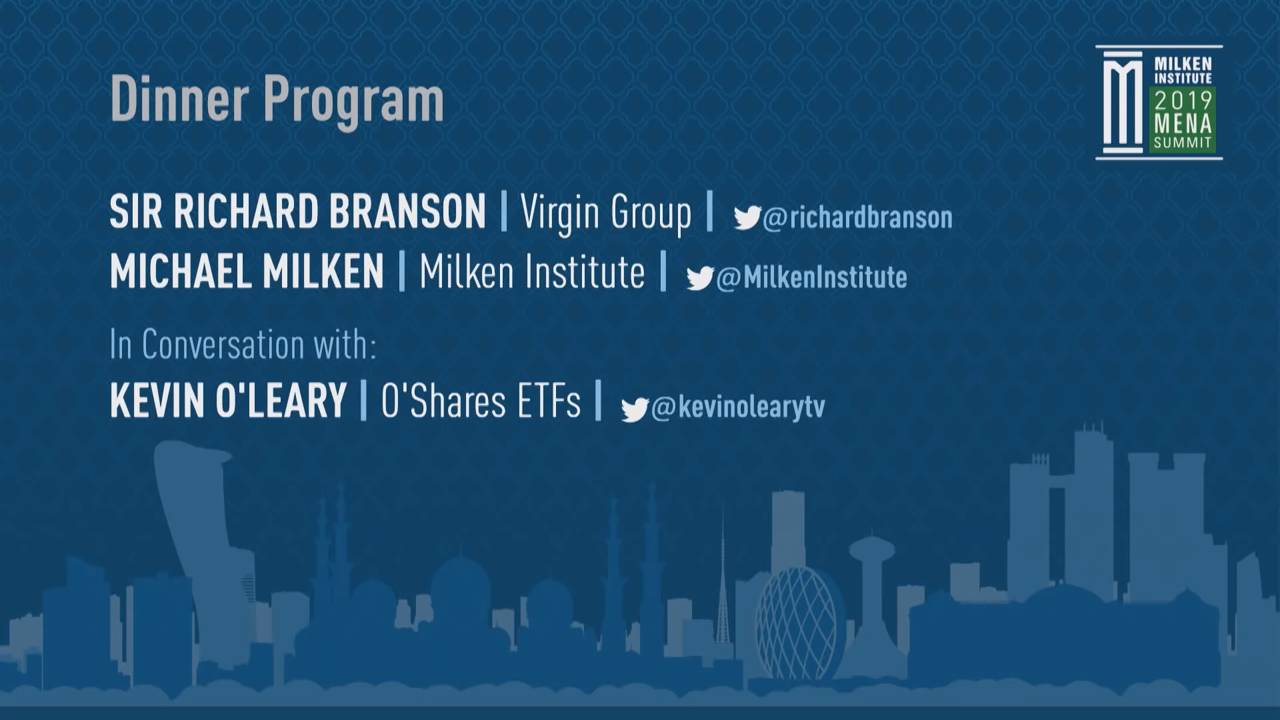 Dinner Program
MILKEN
INSTITUTE
2019
MENA
SUMMIT
SIR RICHARD BRANSON | Virgin Group | @richardbranson
MICHAEL MILKEN | Milken Institute | @MilkenInstitute
In Conversation with:
KEVIN O'LEARY | O'Shares ETFs | @kevinolearytv